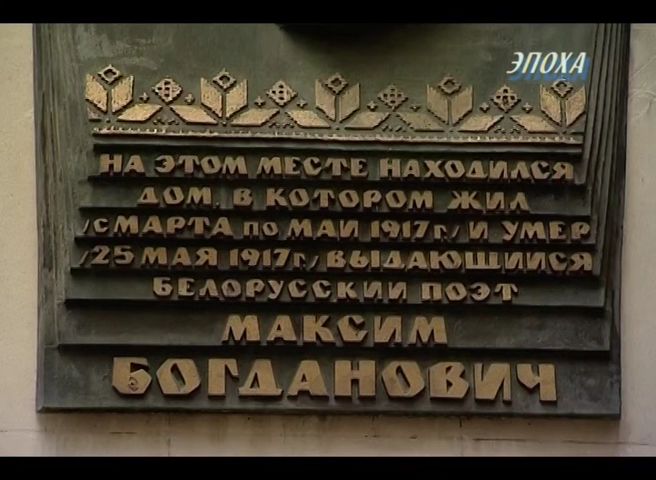 ЭПОХА
НА ЭТОМ МЕСТЕ НАХОДИЛСЯ
ДОМ, В КОТОРОМ ЖИЛ
/С МАРТА ПО МАЙ 1917 г./ И УМЕР
/25 МАЯ 1917 г./ ВЫДАЮЩИЙСЯ
БЕЛОРУССКИЙ ПОЭТ
МАКСИМ
БОГДАНОВИЧ